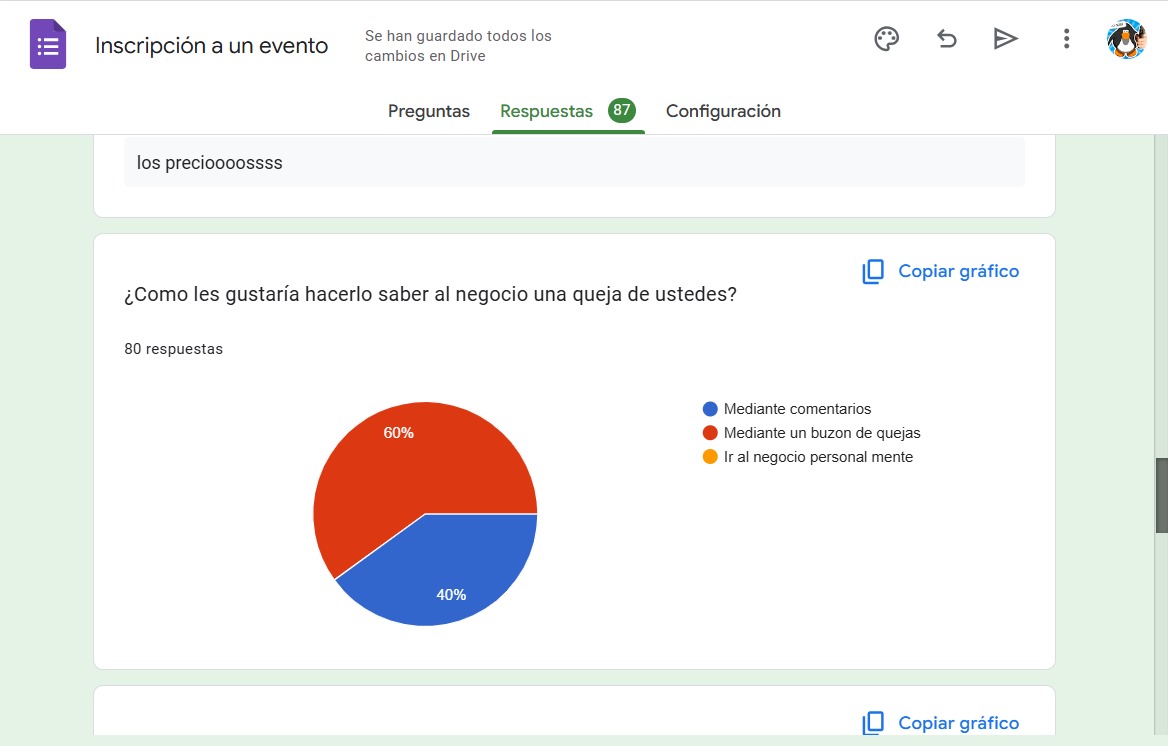 Inscripción a un evento
Se han guardado todos los
cambios en Drive
Preguntas
Respuestas
87
Configuración
los precioooossss
Copiar gráfico
¿Como les gustaría hacerlo saber al negocio una queja de ustedes?
80 respuestas
60%
40%
Mediante comentarios
Mediante un buzon de quejas
Ir al negocio personal mente
Copiar gráfico